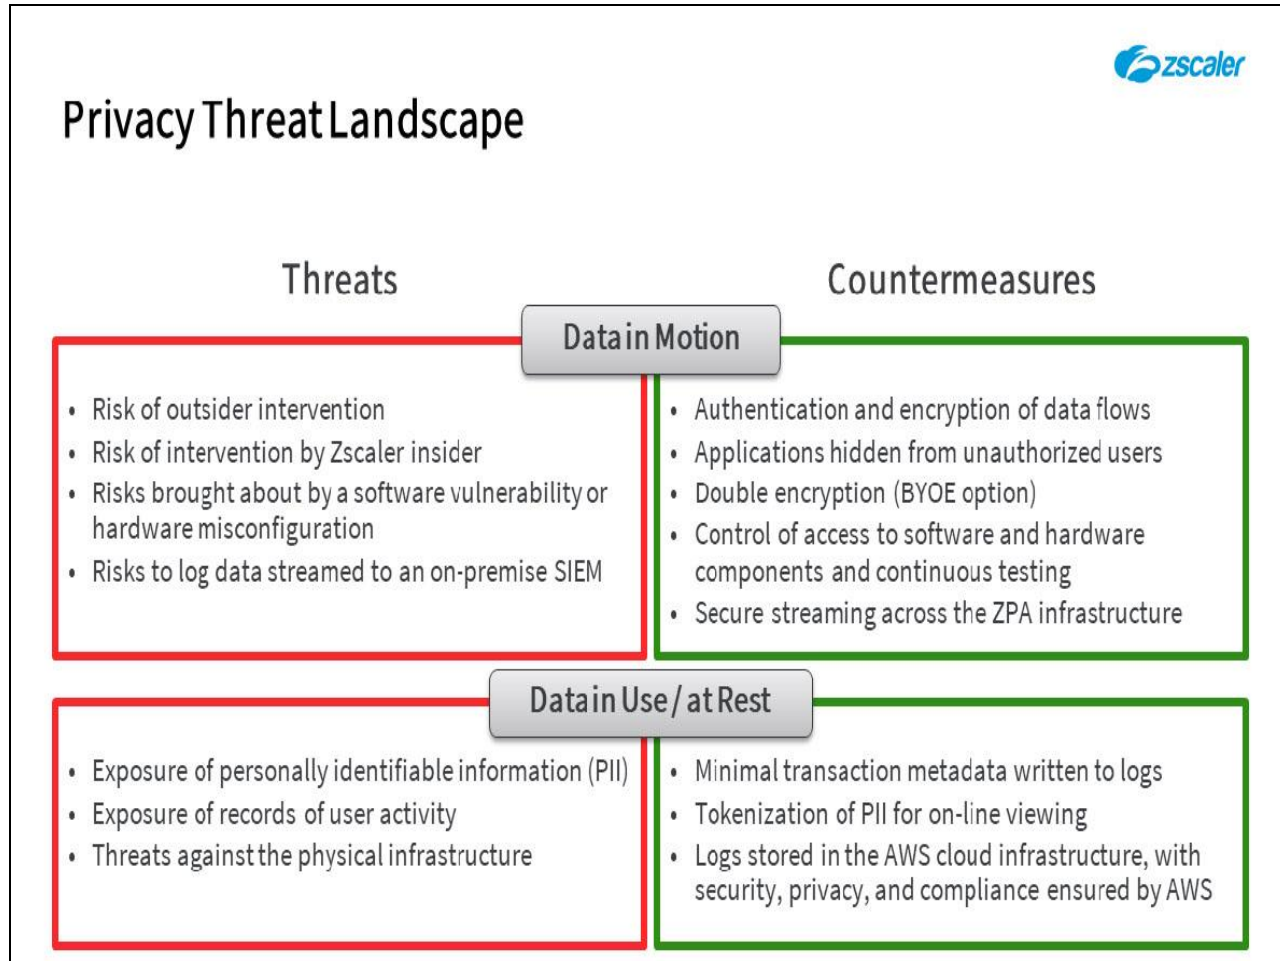 zscaler
Privacy Threat Landscape
Threats
Countermeasures
Data in Motion
• Risk of outsider intervention
• Risk of intervention by Zscaler insider
• Risks brought about by a software vulnerability or
hardware misconfiguration
• Risks to log data streamed to an on-premise SIEM
• Authentication and encryption of data flows
• Applications hidden from unauthorized users
• Double encryption (BYOE option)
• Control of access to software and hardware
components and continuous testing
• Secure streaming across the ZPA infrastructure
Data in Use / at Rest
• Exposure of personally identifiable information (PII)
• Exposure of records of user activity
• Threats against the physical infrastructure
• Minimal transaction metadata written to logs
• Tokenization of PII for on-line viewing
• Logs stored in the AWS cloud infrastructure, with
security, privacy, and compliance ensured by AWS